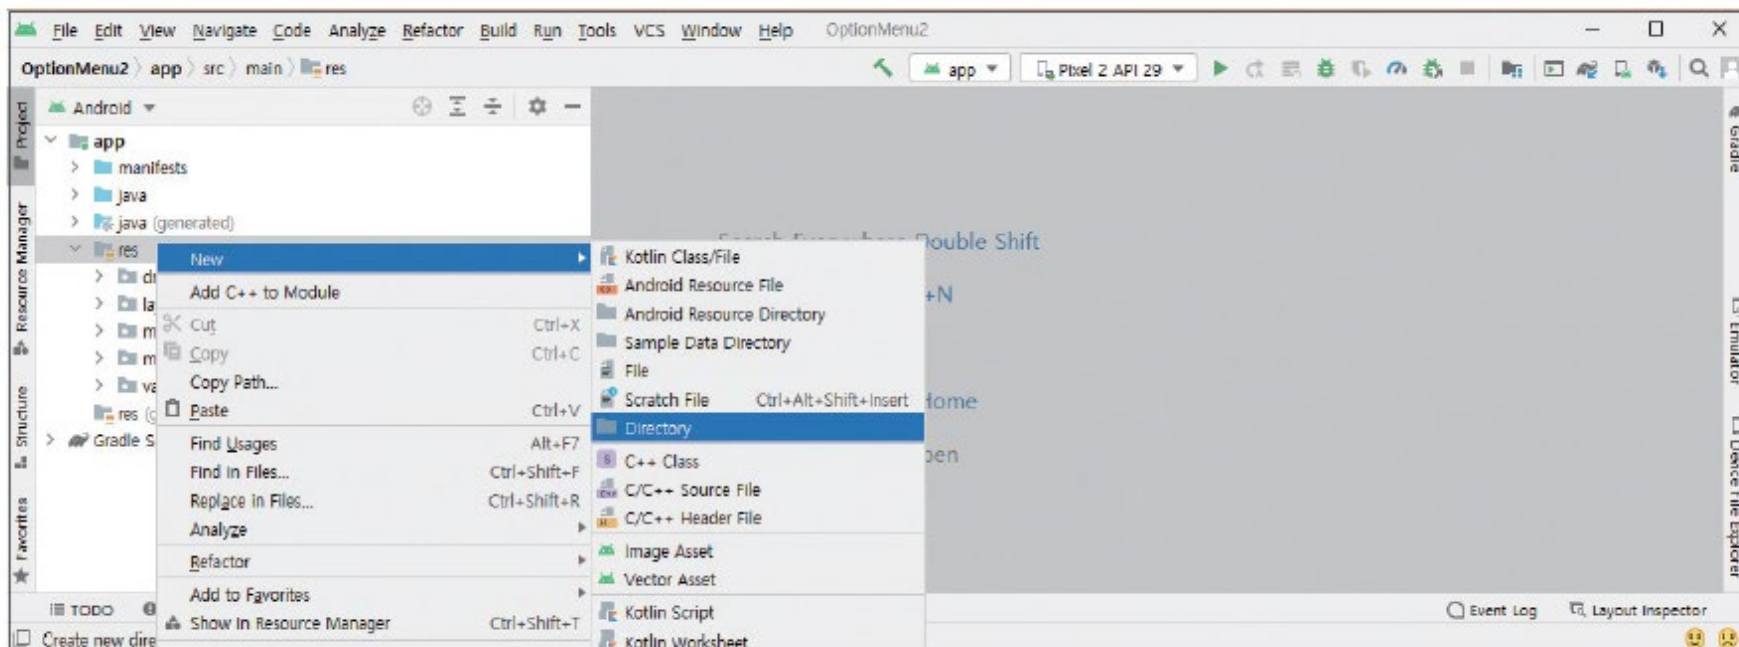 File Edit View Navigate Code Analyze Refactor Build Run Tools VCS Window Help OptionMenu2
OptionMenu2 app src main res
app Pixel 2 API 29
Project
Resource Manager
Structure
Favorites
Android
app
manifests
java
java (generated)
res
res
Gradle S
New
Add C++ to Module
Cut Ctrl+X
Copy Ctrl+C
Copy Path...
Paste Ctrl+V
Find Usages Alt+F7
Find in Files... Ctrl+Shift+F
Replace in Files... Ctrl+Shift+R
Analyze
Refactor
Add to Favorites
Show In Resource Manager Ctrl+Shift+T
Kotlin Class/File
Android Resource File
Android Resource Directory
Sample Data Directory
File
Scratch File Ctrl+Alt+Shift+Insert
Directory
C++ Class
C/C++ Source File
C/C++ Header File
Image Asset
Vector Asset
Kotlin Script
Kotlin Worksheet
Double Shift
+N
Home
Gradle
Emulator
Device File Explorer
TODO
Event Log Layout Inspector
Create new dire